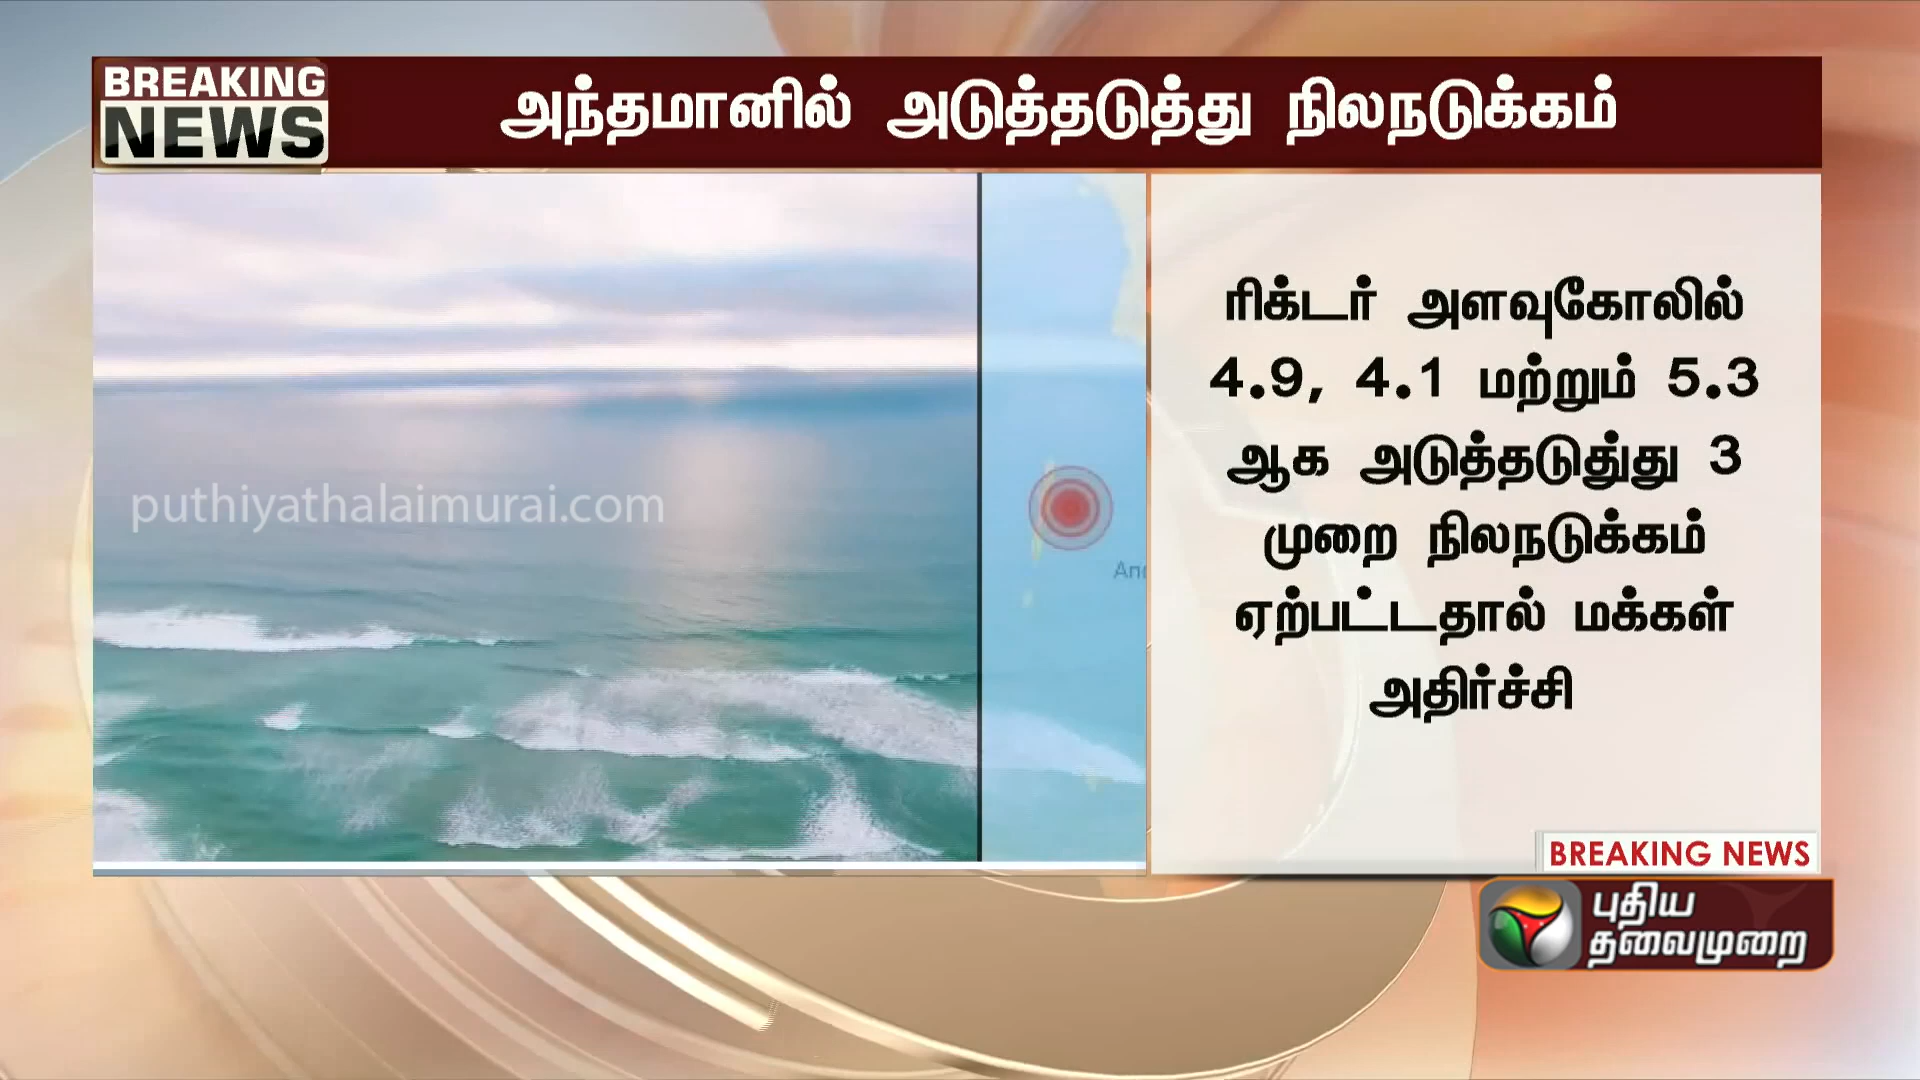 BREAKING
NEWS
அந்தமானில் அடுத்தடுத்து நிலநடுக்கம்
puthiyathalaimurai.com
ரிக்டர் அளவுகோலில்
4.9, 4.1 மற்றும் 5.3
ஆக அடுத்தடுத்து 3
முறை நிலநடுக்கம்
ஏற்பட்டதால் மக்கள்
அதிர்ச்சி
BREAKING NEWS
புதிய
தலைமுறை